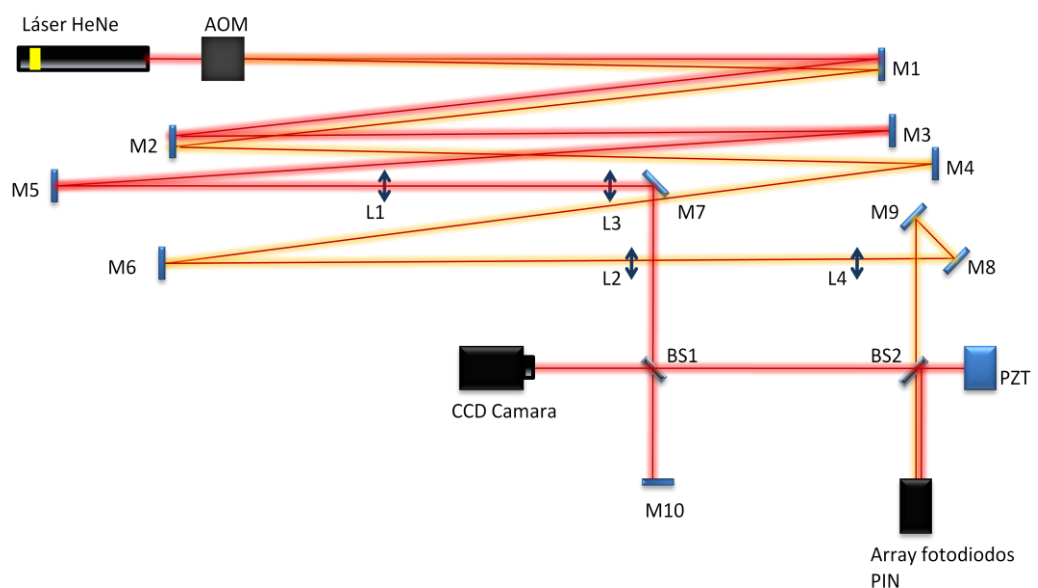 Láser HeNe
AOM
M1
M2
M3
M4
M5
L1
L3
M7
M9
M6
L2
L4
M8
BS1
BS2
CCD Camara
PZT
M10
Array fotodiodos
PIN